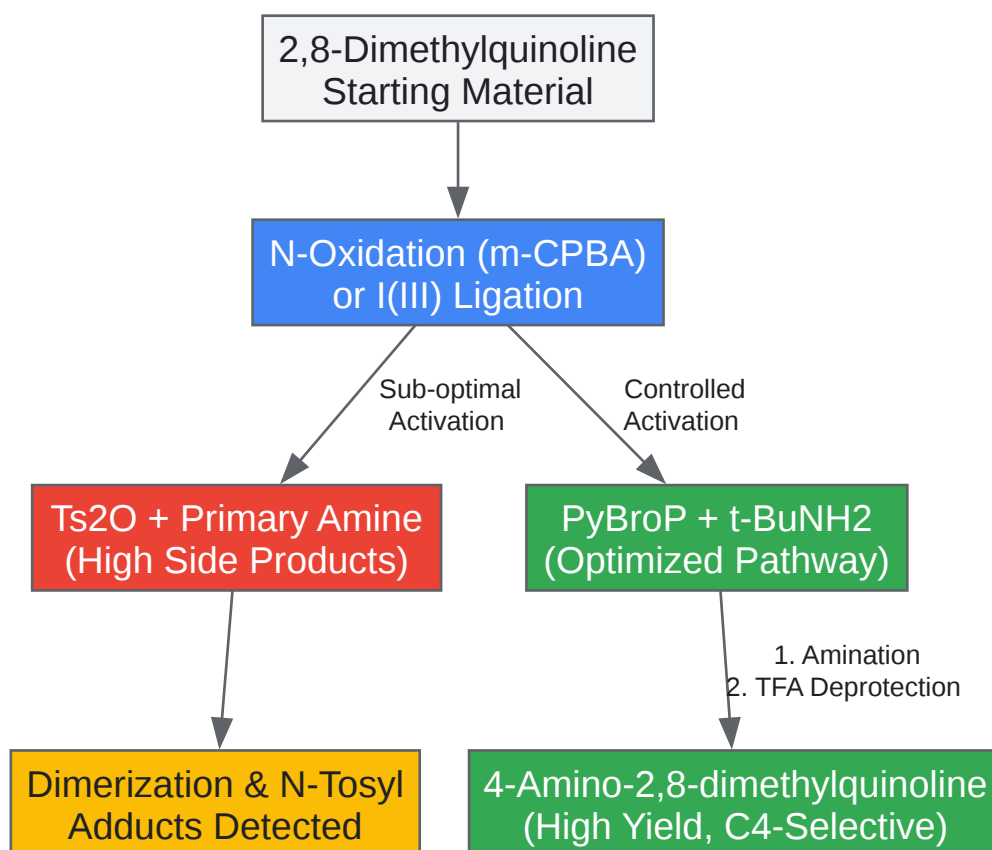 2,8-Dimethylquinoline
Starting Material
N-Oxidation (m-CPBA)
or I(III) Ligation
Sub-optimal
Activation
Controlled
Activation
Ts2O + Primary Amine
(High Side Products)
PyBroP + t-BuNH2
(Optimized Pathway)
1. Amination
2. TFA Deprotection
Dimerization & N-Tosyl
Adducts Detected
4-Amino-2,8-dimethylquinoline
(High Yield, C4-Selective)